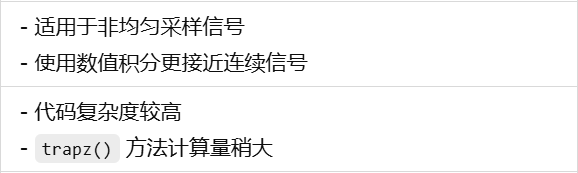 - 适用于非均匀采样信号
- 使用数值积分更接近连续信号
- 代码复杂度较高
- trapz() 方法计算量稍大